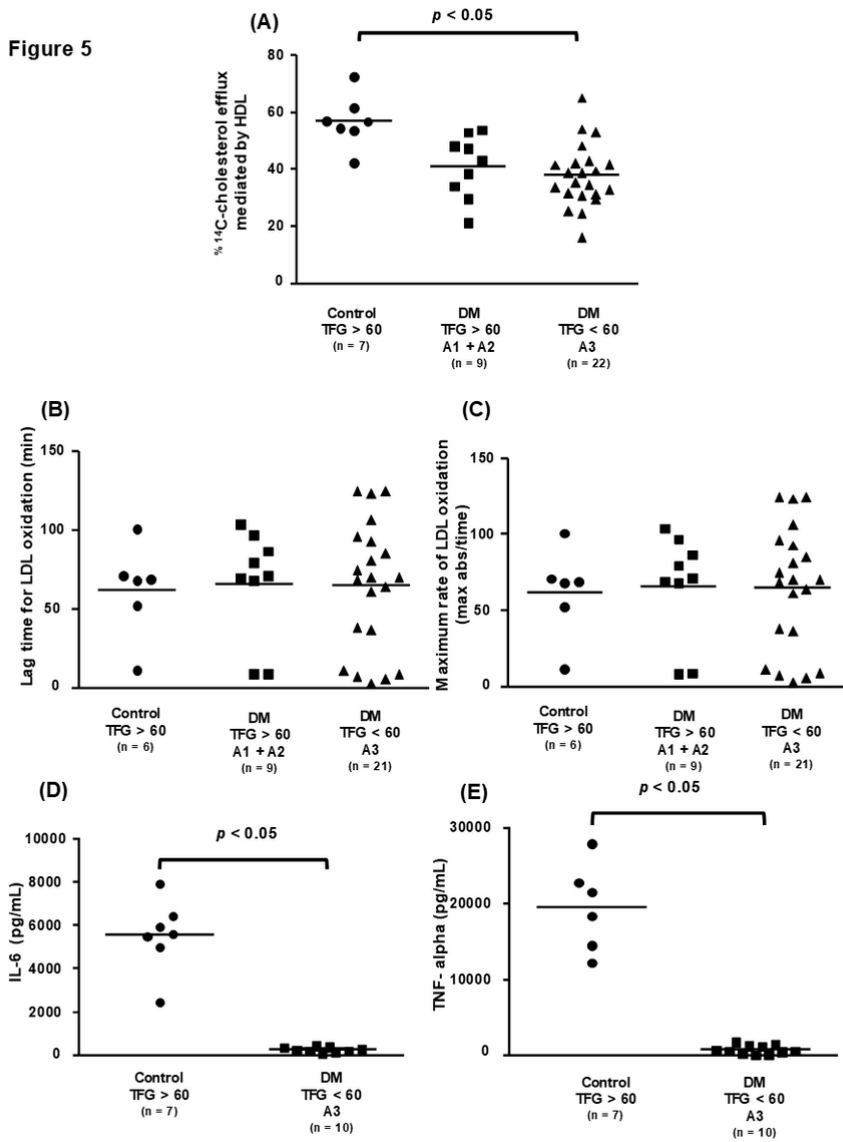 Figure 5
(A)
p < 0.05
% 14C-cholesterol efflux
mediated by HDL
80
60
40
20
0
Control
TFG > 60
(n = 7)
DM
TFG > 60
A1 + A2
(n = 9)
DM
TFG < 60
A3
(n = 22)
(B)
Lag time for LDL oxidation (min)
150
100
50
0
Control
TFG > 60
(n = 6)
DM
TFG > 60
A1 + A2
(n = 9)
DM
TFG < 60
A3
(n = 21)
(C)
Maximum rate of LDL oxidation
(max abs/time)
150
100
50
0
Control
TFG > 60
(n = 6)
DM
TFG > 60
A1 + A2
(n = 9)
DM
TFG < 60
A3
(n = 21)
(D)
p < 0.05
IL-6 (pg/mL)
10000
8000
6000
4000
2000
0
Control
TFG > 60
(n = 7)
DM
TFG < 60
A3
(n = 10)
(E)
p < 0.05
TNF- alpha (pg/mL)
30000
20000
10000
0
Control
TFG > 60
(n = 7)
DM
TFG < 60
A3
(n = 10)